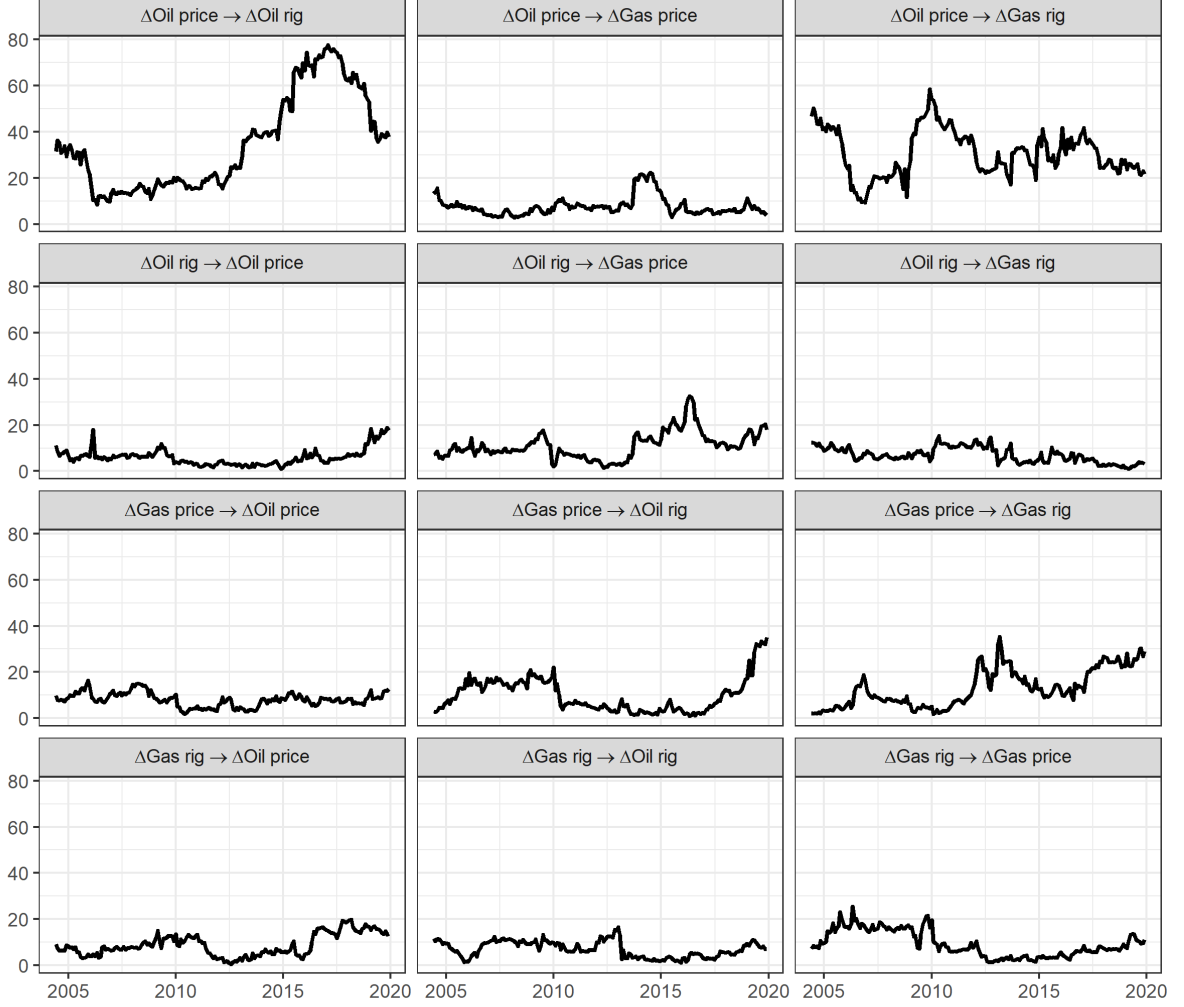 ΔOil price → ΔOil rig
ΔOil price → ΔGas price
ΔOil price → ΔGas rig
80
60
40
20
0
ΔOil rig → ΔOil price
ΔOil rig → ΔGas price
ΔOil rig → ΔGas rig
80
60
40
20
0
ΔGas price → ΔOil price
ΔGas price → ΔOil rig
ΔGas price → ΔGas rig
80
60
40
20
0
ΔGas rig → ΔOil price
ΔGas rig → ΔOil rig
ΔGas rig → ΔGas price
80
60
40
20
0
2005 2010 2015 2020
2005 2010 2015 2020
2005 2010 2015 2020